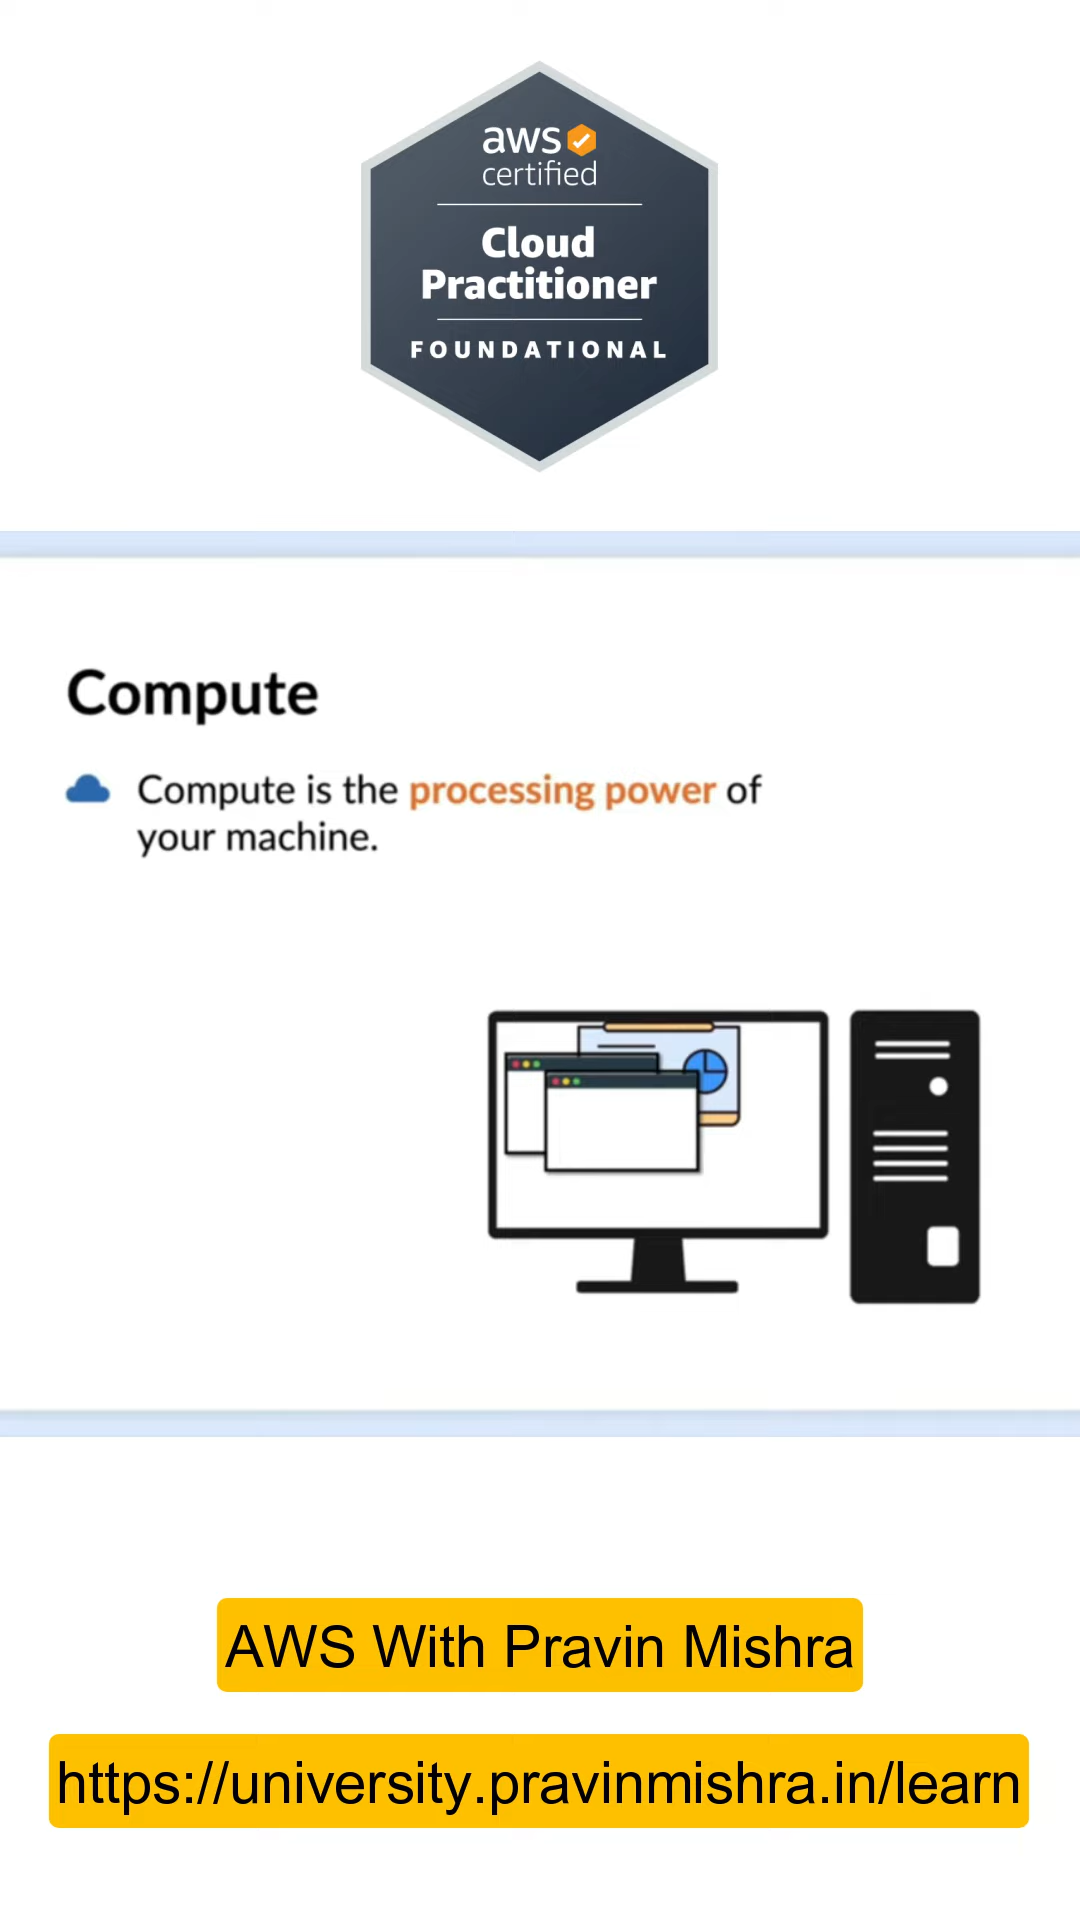 aws
certified
Cloud
Practitioner
FOUNDATIONAL
Compute
Compute is the processing power of
your machine.
AWS With Pravin Mishra
https://university.pravinmishra.in/learn